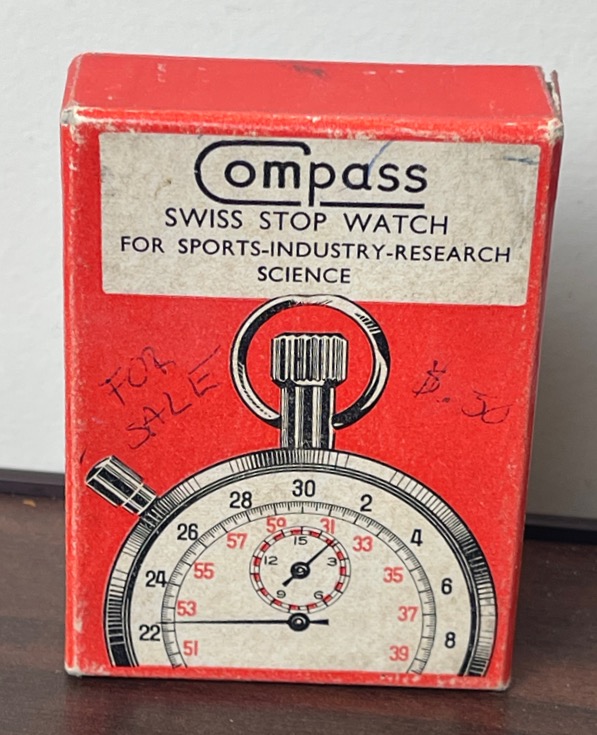 Compass
SWISS STOP WATCH
FOR SPORTS-INDUSTRY-RESEARCH
SCIENCE
FOR
SALE
$.50
30
28 2
59 31
26 57 15 33 4
12 3
24 55 35 6
9 6
53 37
22 8
51 39